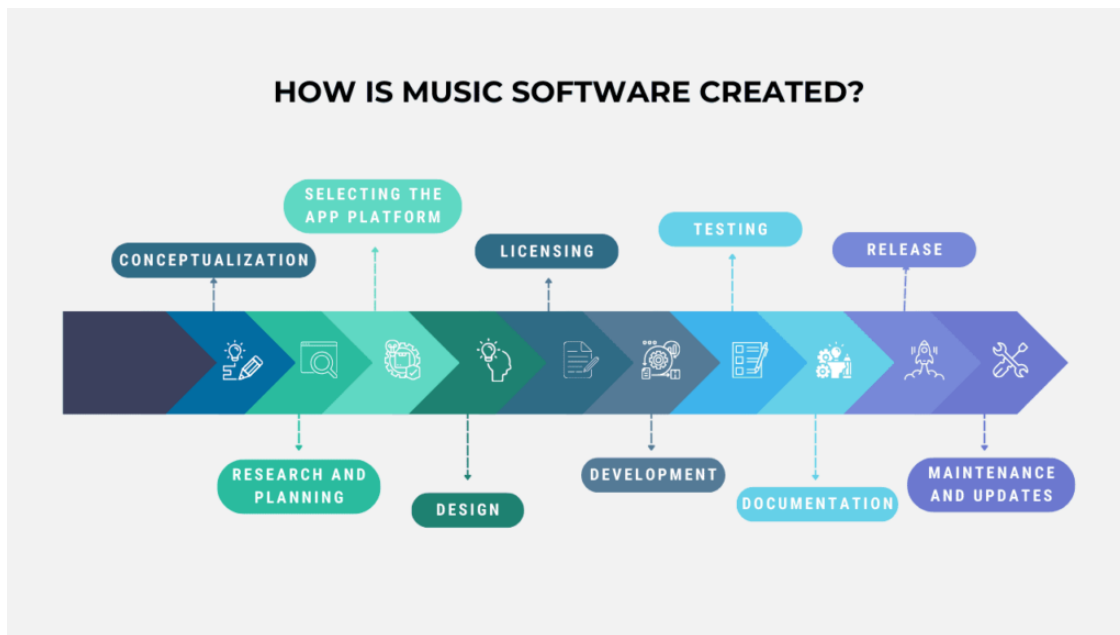 HOW IS MUSIC SOFTWARE CREATED?
CONCEPTUALIZATION
RESEARCH AND
PLANNING
SELECTING THE
APP PLATFORM
DESIGN
LICENSING
DEVELOPMENT
TESTING
DOCUMENTATION
RELEASE
MAINTENANCE
AND UPDATES